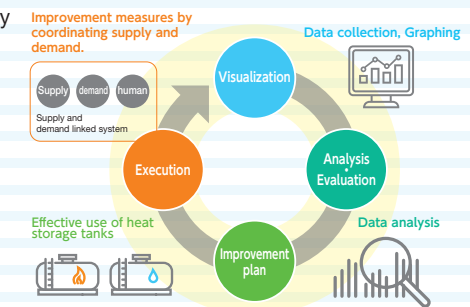 y
Improvement measures by
coordinating supply and
demand.
Supply
demand
human
Supply and
demand linked system
Data collection, Graphing
Visualization
Analysis
・
Evaluation
Execution
Improvement
plan
Effective use of heat
storage tanks
Data analysis